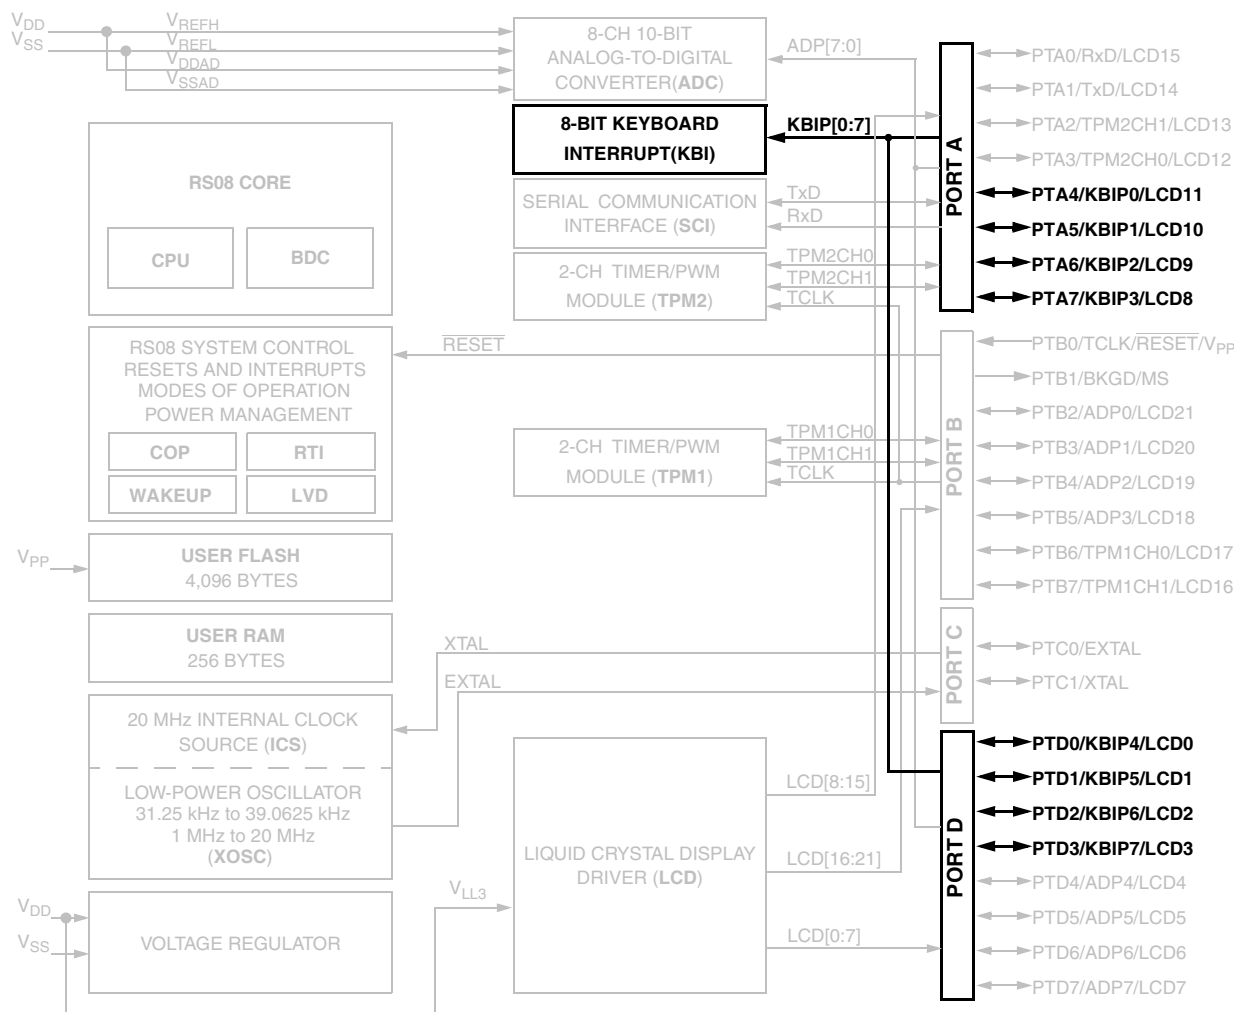 VDD
VSS
VREFH
VREFL
VDDAD
VSSAD
8-CH 10-BIT
ANALOG-TO-DIGITAL
CONVERTER(ADC)
ADP[7:0]
8-BIT KEYBOARD
INTERRUPT(KBI)
KBIP[0:7]
RS08 CORE
CPU
BDC
SERIAL COMMUNICATION
INTERFACE (SCI)
TxD
RxD
2-CH TIMER/PWM
MODULE (TPM2)
TPM2CH0
TPM2CH1
TCLK
PORT A
PTA0/RxD/LCD15
PTA1/TxD/LCD14
PTA2/TPM2CH1/LCD13
PTA3/TPM2CH0/LCD12
PTA4/KBIP0/LCD11
PTA5/KBIP1/LCD10
PTA6/KBIP2/LCD9
PTA7/KBIP3/LCD8
RS08 SYSTEM CONTROL
RESETS AND INTERRUPTS
MODES OF OPERATION
POWER MANAGEMENT
COP
RTI
WAKEUP
LVD
RESET
2-CH TIMER/PWM
MODULE (TPM1)
TPM1CH0
TPM1CH1
TCLK
PORT B
PTB0/TCLK/RESET/VPP
PTB1/BKGD/MS
PTB2/ADP0/LCD21
PTB3/ADP1/LCD20
PTB4/ADP2/LCD19
PTB5/ADP3/LCD18
PTB6/TPM1CH0/LCD17
PTB7/TPM1CH1/LCD16
VPP
USER FLASH
4,096 BYTES
USER RAM
256 BYTES
XTAL
EXTAL
PORT C
PTC0/EXTAL
PTC1/XTAL
20 MHz INTERNAL CLOCK
SOURCE (ICS)
LOW-POWER OSCILLATOR
31.25 kHz to 39.0625 kHz
1 MHz to 20 MHz
(XOSC)
LIQUID CRYSTAL DISPLAY
DRIVER (LCD)
LCD[8:15]
LCD[16:21]
LCD[0:7]
VLL3
PORT D
PTD0/KBIP4/LCD0
PTD1/KBIP5/LCD1
PTD2/KBIP6/LCD2
PTD3/KBIP7/LCD3
PTD4/ADP4/LCD4
PTD5/ADP5/LCD5
PTD6/ADP6/LCD6
PTD7/ADP7/LCD7
VDD
VSS
VOLTAGE REGULATOR